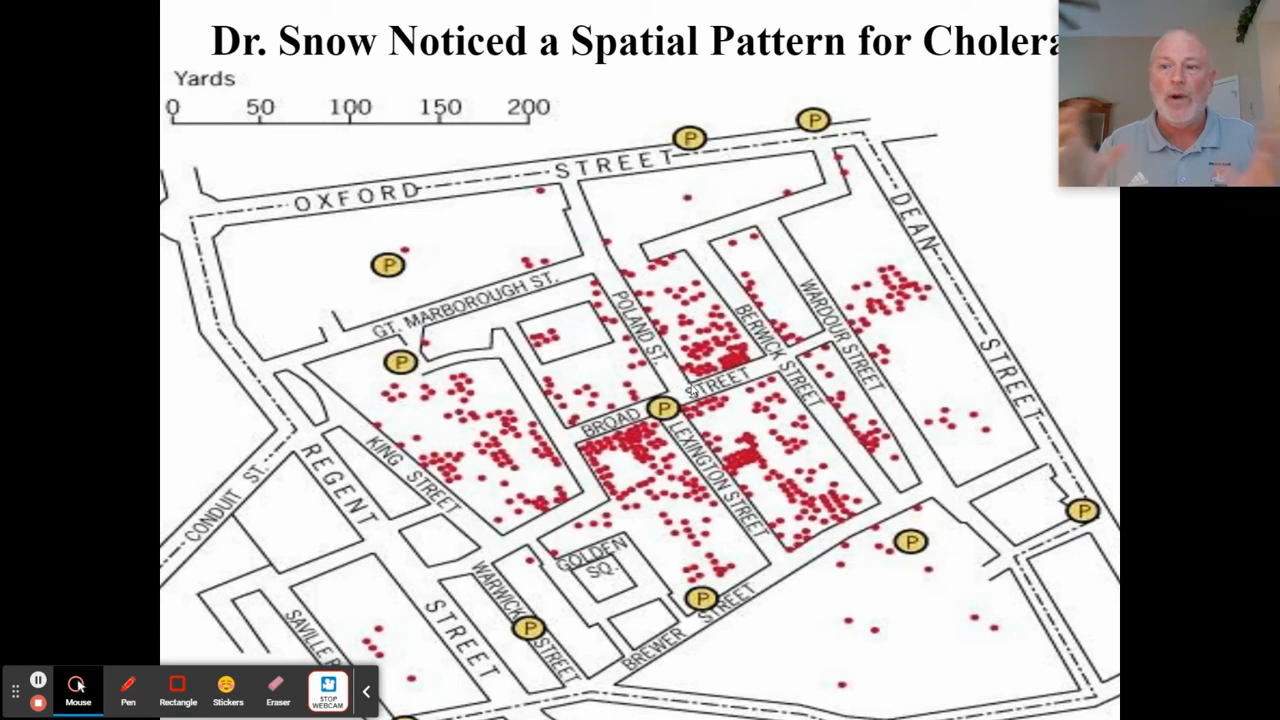 Dr. Snow Noticed a Spatial Pattern for Cholera
Yards
0 50 100 150 200
P
P
OXFORD STREET
DEAN STREET
P
GT. MARBOROUGH ST.
POLAND ST.
BERWICK STREET
WARDOUR STREET
P
BROAD STREET
P
LEXINGTON STREET
KING STREET
REGENT STREET
CONDUIT ST.
P
P
GOLDEN
SQ.
WARWICK STREET
P
P
BREWER STREET
SAVILLE
Mouse
Pen
Rectangle
Stickers
Eraser
STOP
WEBCAM